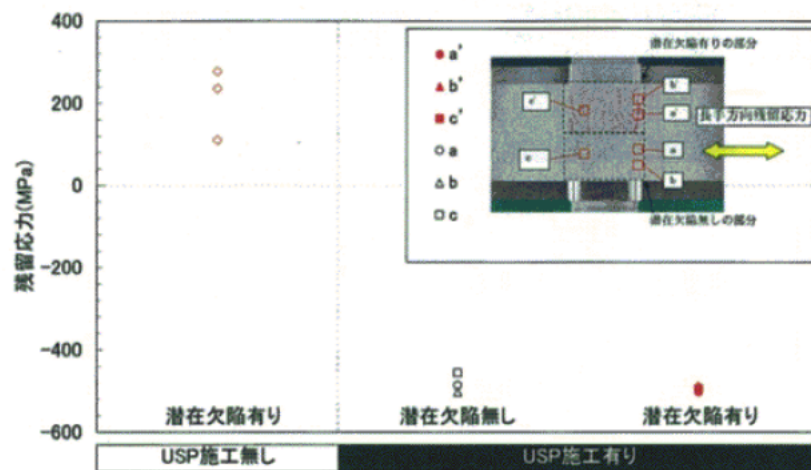 400
200
0
-200
-400
-600
残留応力(MPa)
a'
b'
c'
a
b
c
潜在欠陥有りの部分
b'
a'
長手方向残留応力
a
b
潜在欠陥無しの部分
潜在欠陥有り
潜在欠陥無し
潜在欠陥有り
USP施工無し
USP施工有り